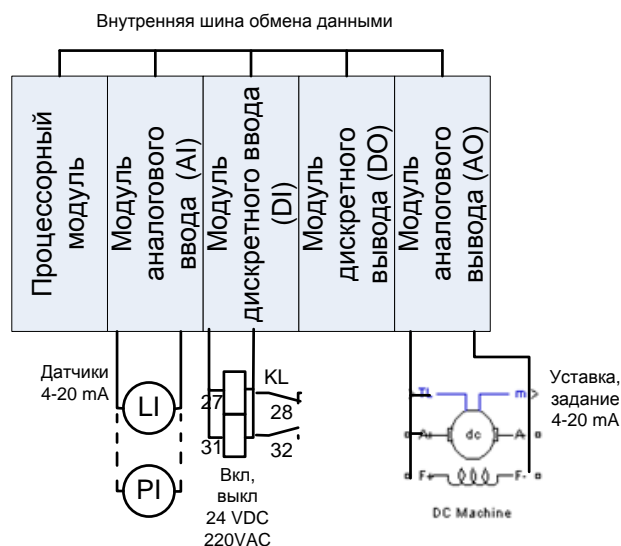 Внутренняя шина обмена данными
Процессорный
модуль
Модуль
аналогового
ввода (AI)
Модуль
дискретного ввода
(DI)
Модуль
дискретного
вывода (DO)
Модуль
аналогового
вывода (AO)
Датчики
4-20 mA
LI
PI
27
KL
28
31
32
Вкл,
выкл
24 VDC
220VAC
TL
m
A+
dc
A-
F+
F-
DC Machine
Уставка,
задание
4-20 mA